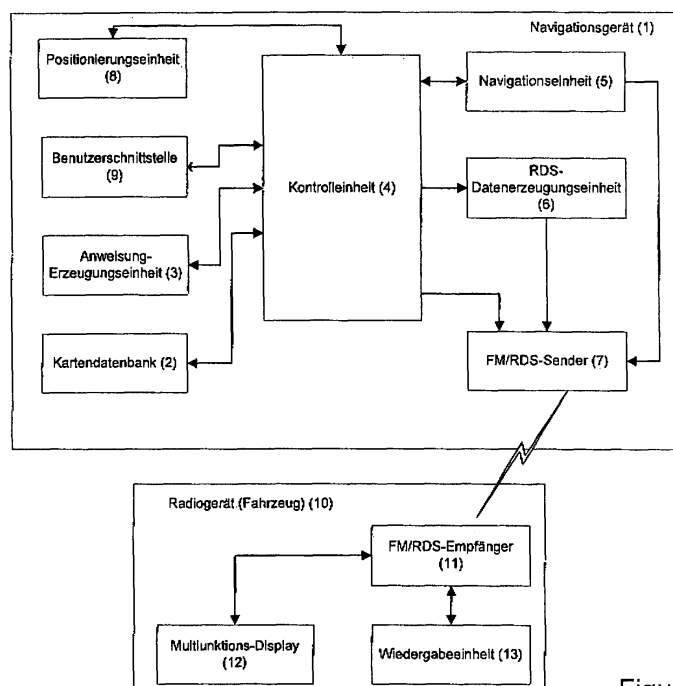 Navigationsgerät (1)
Positionierungseinheit
(8)
Navigationseinheit (5)
Benutzerschnittstelle
(9)
Kontrolleinheit (4)
RDS-
Datenerzeugungseinheit
(6)
Anweisung-
Erzeugungseinheit (3)
Kartendatenbank (2)
FM/RDS-Sender (7)
Radiogerät (Fahrzeug) (10)
FM/RDS-Empfänger
(11)
Multiunktions-Display
(12)
Wiedergabeeinheit (13)